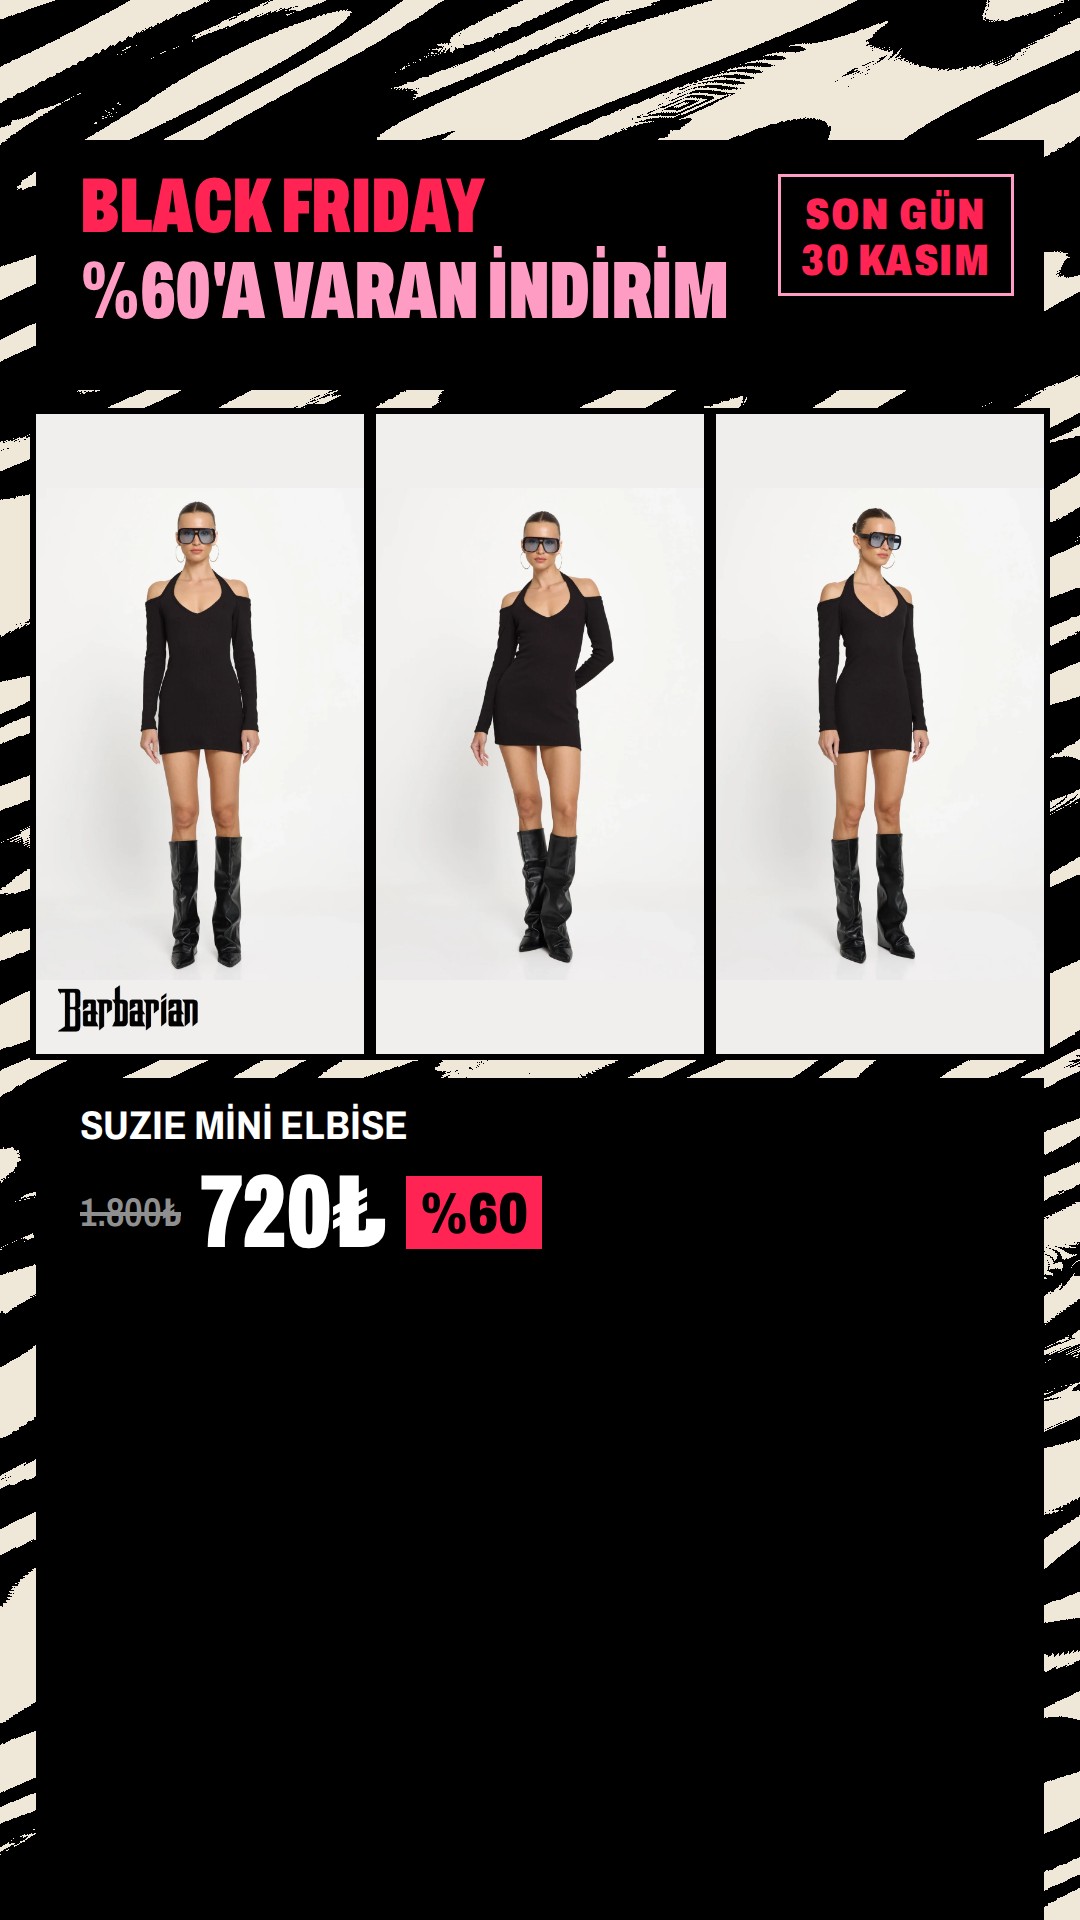 BLACK FRIDAY
%60'A VARAN İNDİRİM
SON GÜN
30 KASIM
Barbarian
SUZIE MİNİ ELBİSE
1.800₺ 720₺ %60